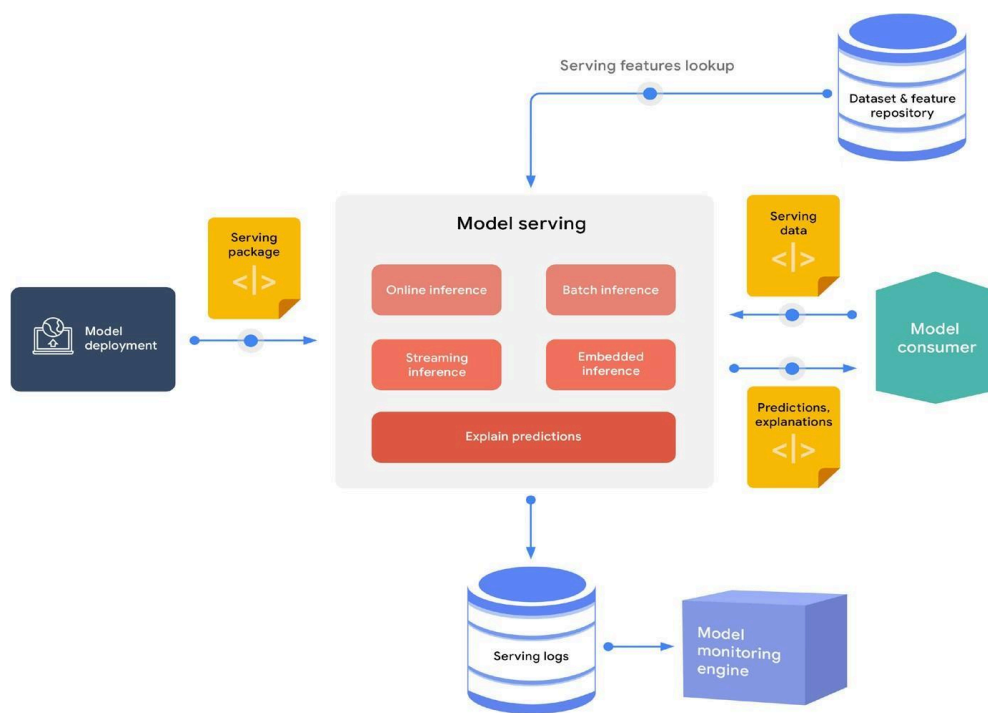 Serving features lookup
Dataset & feature
repository
Model serving
Serving
package
Serving
data
Online inference
Batch inference
Model
deployment
Model
consumer
Streaming
inference
Embedded
inference
Predictions,
explanations
Explain predictions
Serving logs
Model
monitoring
engine